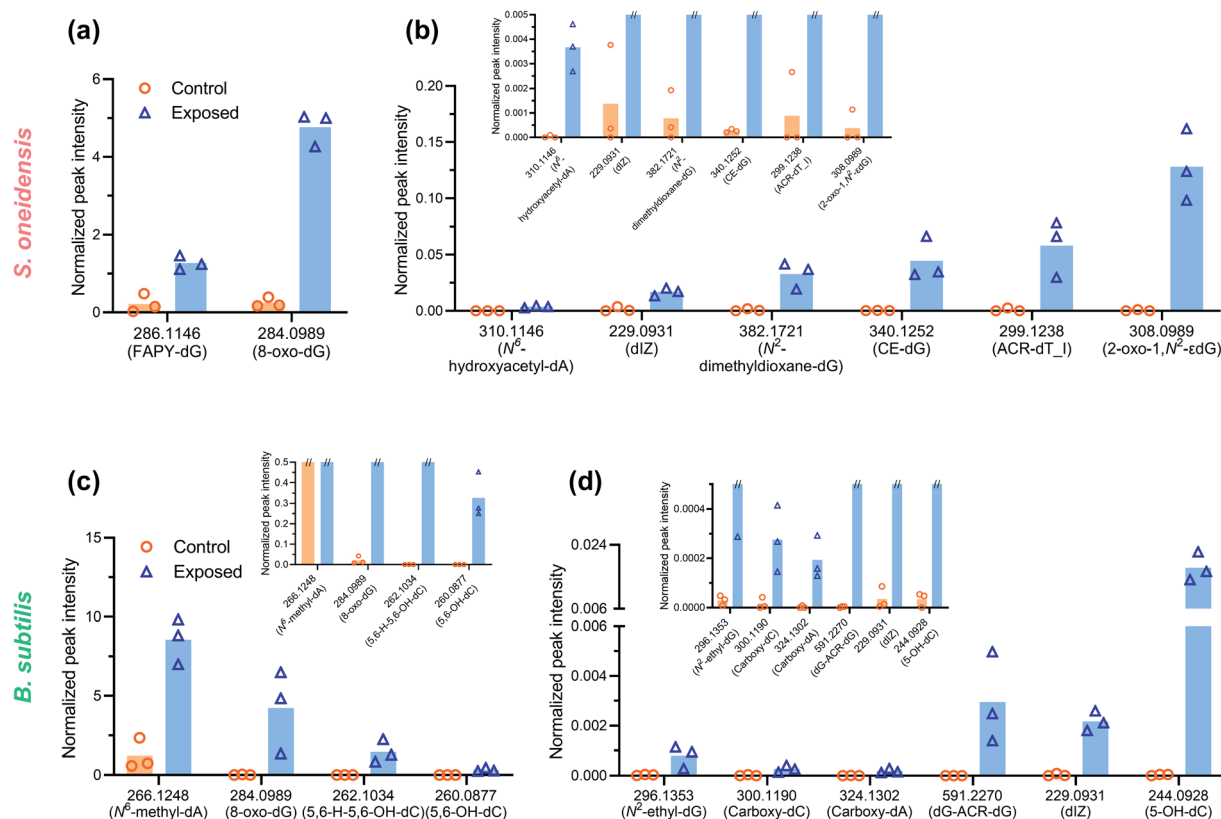 S. oneidensis
(a)
Normalized peak intensity
6
4
2
0
Control
Exposed
286.1146
(FAPY-dG)
284.0989
(8-oxo-dG)
(b)
Normalized peak intensity
0.20
0.15
0.10
0.05
0.00
310.1146
(N⁶-
hydroxyacetyl-dA)
229.0931
(dIZ)
382.1721
(N²-
dimethyldioxane-dG)
340.1252
(CE-dG)
299.1238
(ACR-dT_I)
308.0989
(2-oxo-1,N²-εdG)
Normalized peak intensity
0.005
0.004
0.003
0.002
0.001
0.000
310.1146
(N⁶-
hydroxyacetyl-dA)
229.0931
(dIZ)
382.1721
(N²-
dimethyldioxane-dG)
340.1252
(CE-dG)
299.1238
(ACR-dT_I)
308.0989
(2-oxo-1,N²-εdG)
B. subtilis
(c)
Normalized peak intensity
15
10
5
0
Control
Exposed
266.1248
(N⁶-methyl-dA)
284.0989
(8-oxo-dG)
262.1034
(5,6-H-5,6-OH-dC)
260.0877
(5,6-OH-dC)
Normalized peak intensity
0.5
0.4
0.3
0.2
0.1
0.0
266.1248
(N⁶-methyl-dA)
284.0989
(8-oxo-dG)
262.1034
(5,6-H-5,6-OH-dC)
260.0877
(5,6-OH-dC)
(d)
Normalized peak intensity
0.024
0.006
0.006
0.004
0.002
0.000
296.1353
(N²-ethyl-dG)
300.1190
(Carboxy-dC)
324.1302
(Carboxy-dA)
591.2270
(dG-ACR-dG)
229.0931
(dIZ)
244.0928
(5-OH-dC)
Normalized peak intensity
0.0004
0.0002
0.0000
296.1353
(N²-ethyl-dG)
300.1190
(Carboxy-dC)
324.1302
(Carboxy-dA)
591.2270
(dG-ACR-dG)
229.0931
(dIZ)
244.0928
(5-OH-dC)